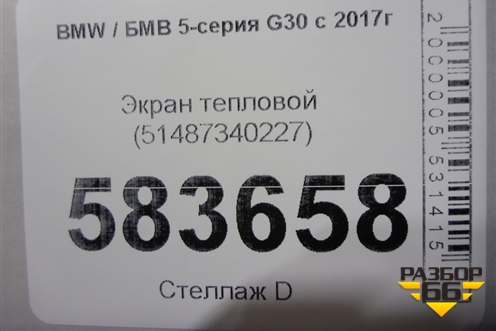 BMW / БМВ 5-серия G30 с 2017г
Экран тепловой
(51487340227)
583658
Стеллаж D
2000005531415
РАЗБОР
66